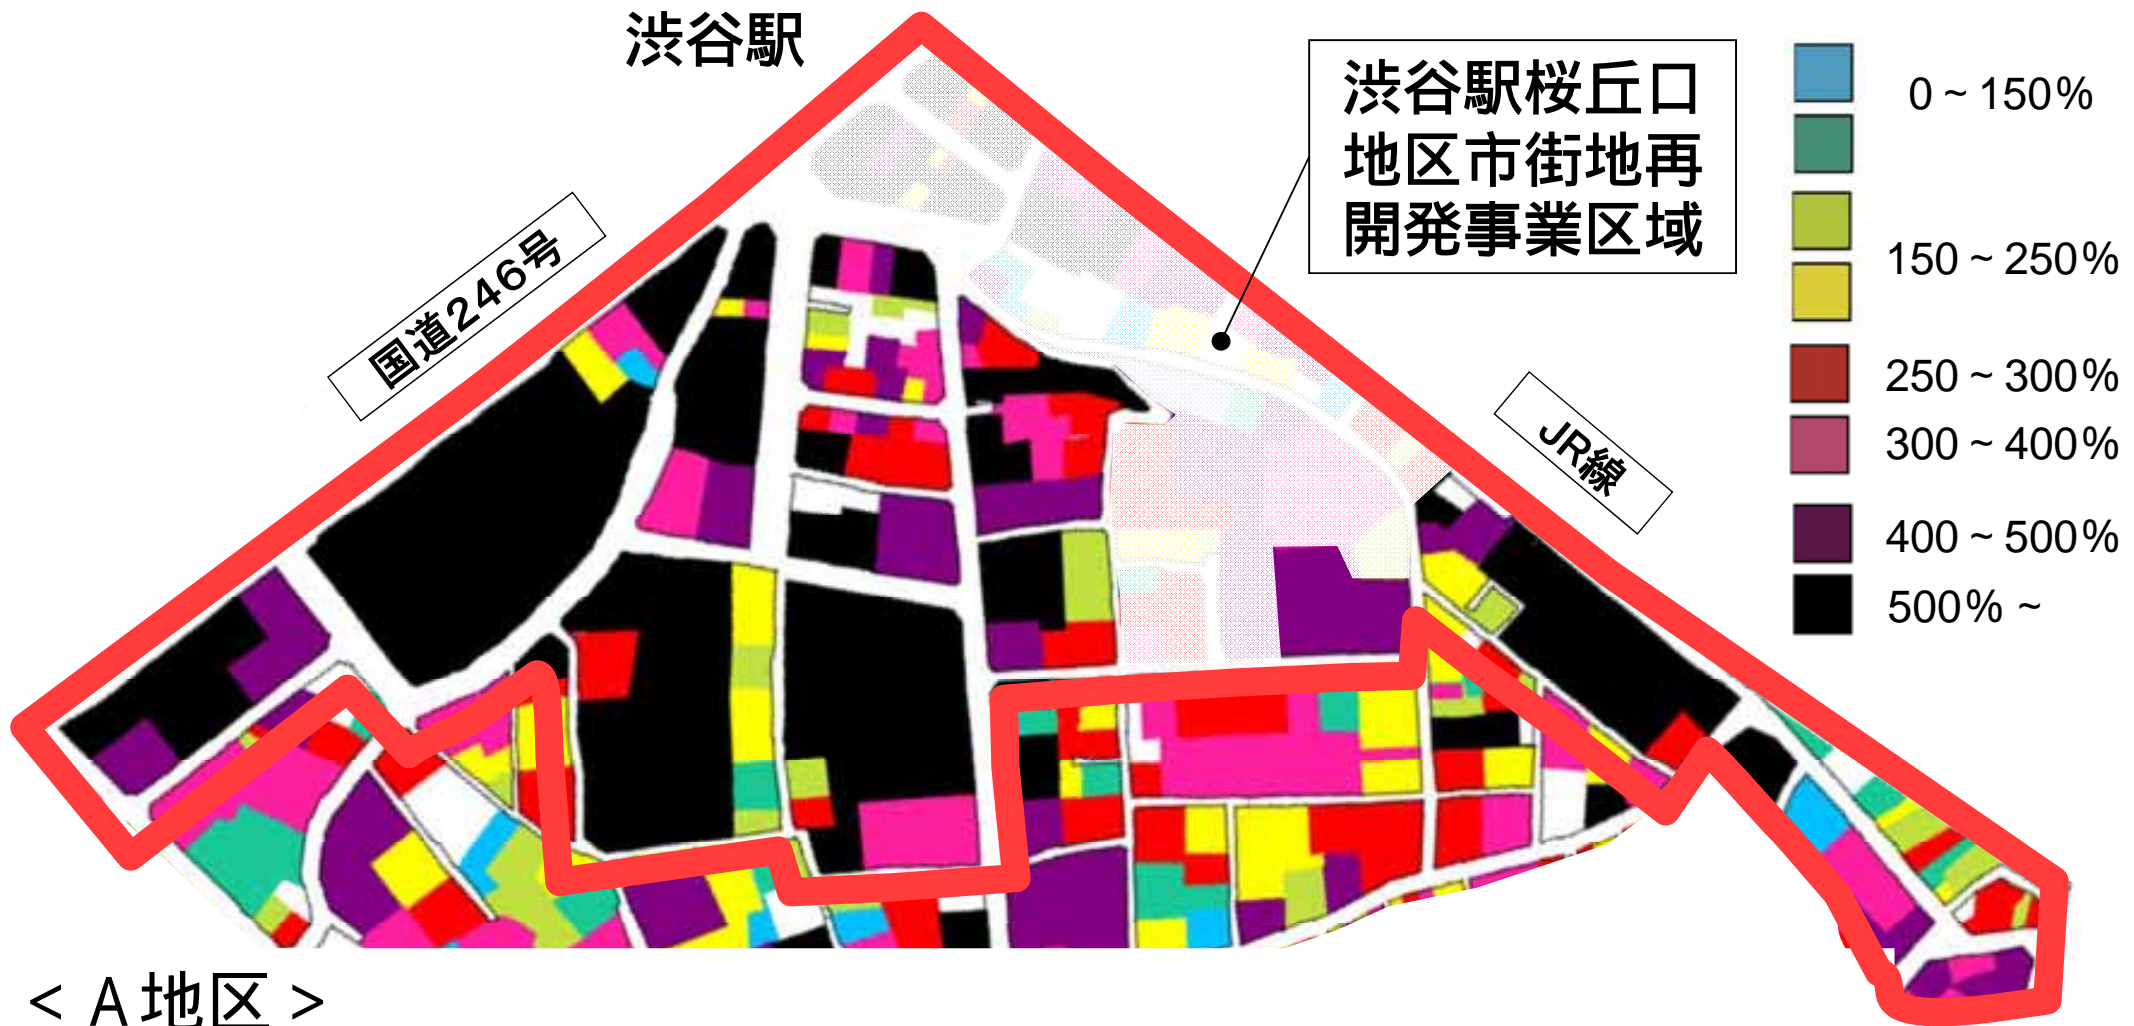 渋谷駅
渋谷駅桜丘口
地区市街地再
開発事業区域
国道246号
JR線
0 ~ 150%
150 ~ 250%
250 ~ 300%
300 ~ 400%
400 ~ 500%
500% ~
< A地区 >